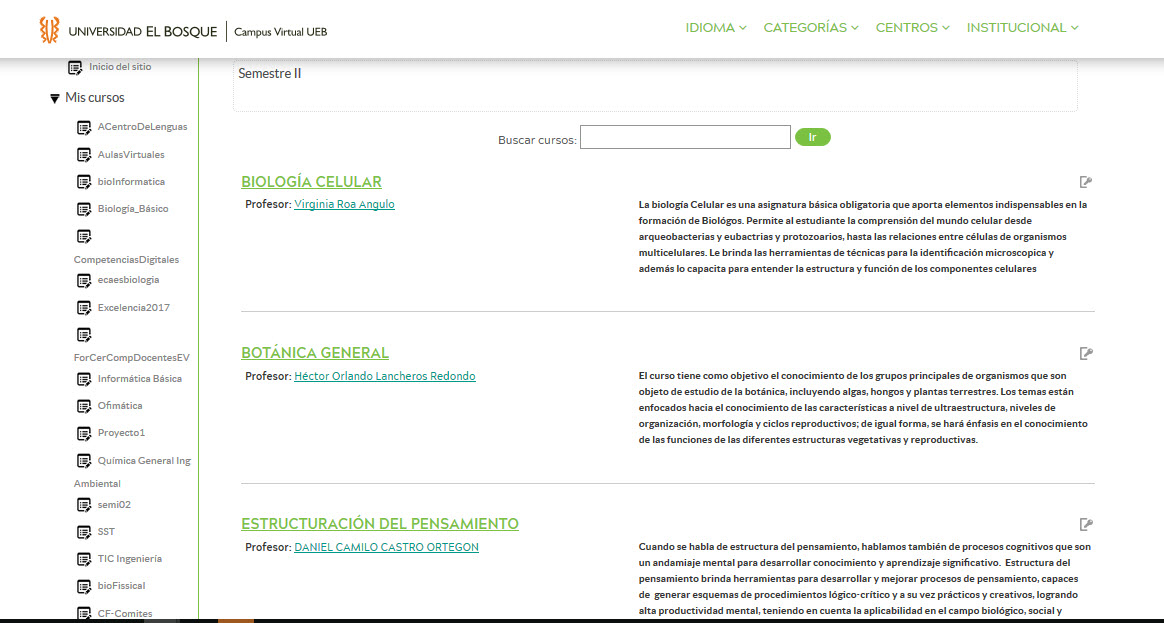 UNIVERSIDAD EL BOSQUE | Campus Virtual UEB
IDIOMA
CATEGORÍAS
CENTROS
INSTITUCIONAL
Inicio del sitio
Mis cursos
ACentroDeLenguas
AulasVirtuales
bioInformatica
Biología_Básico
CompetenciasDigitales
ecaesbiologia
Excelencia2017
ForCerCompDocentesEV
Informática Básica
Ofimática
Proyecto1
Química General Ing
Ambiental
semi02
SST
TIC Ingeniería
bioFissical
CF-Comites
Semestre II
Buscar cursos:
Ir
BIOLOGÍA CELULAR
Profesor: Virginia Roa Angulo
La biología Celular es una asignatura básica obligatoria que aporta elementos indispensables en la
formación de Biológos. Permite al estudiante la comprensión del mundo celular desde
arqueobacterias y eubactrias y protozoarios, hasta las relaciones entre células de organismos
multicelulares. Le brinda las herramientas de técnicas para la identificación microscopica y
además lo capacita para entender la estructura y función de los componentes celulares
BOTÁNICA GENERAL
Profesor: Héctor Orlando Lancheros Redondo
El curso tiene como objetivo el conocimiento de los grupos principales de organismos que son
objeto de estudio de la botánica, incluyendo algas, hongos y plantas terrestres. Los temas están
enfocados hacia el conocimiento de las características a nivel de ultraestructura, niveles de
organización, morfología y ciclos reproductivos; de igual forma, se hará énfasis en el conocimiento
de las funciones de las diferentes estructuras vegetativas y reproductivas.
ESTRUCTURACIÓN DEL PENSAMIENTO
Profesor: DANIEL CAMILO CASTRO ORTEGON
Cuando se habla de estructura del pensamiento, hablamos también de procesos cognitivos que son
un andamiaje mental para desarrollar conocimiento y aprendizaje significativo. Estructura del
pensamiento brinda herramientas para desarrollar y mejorar procesos de pensamiento, capaces
de generar esquemas de procedimientos lógico-crítico y a su vez prácticos y creativos, logrando
alta productividad mental, teniendo en cuenta la aplicabilidad en el campo biológico, social y